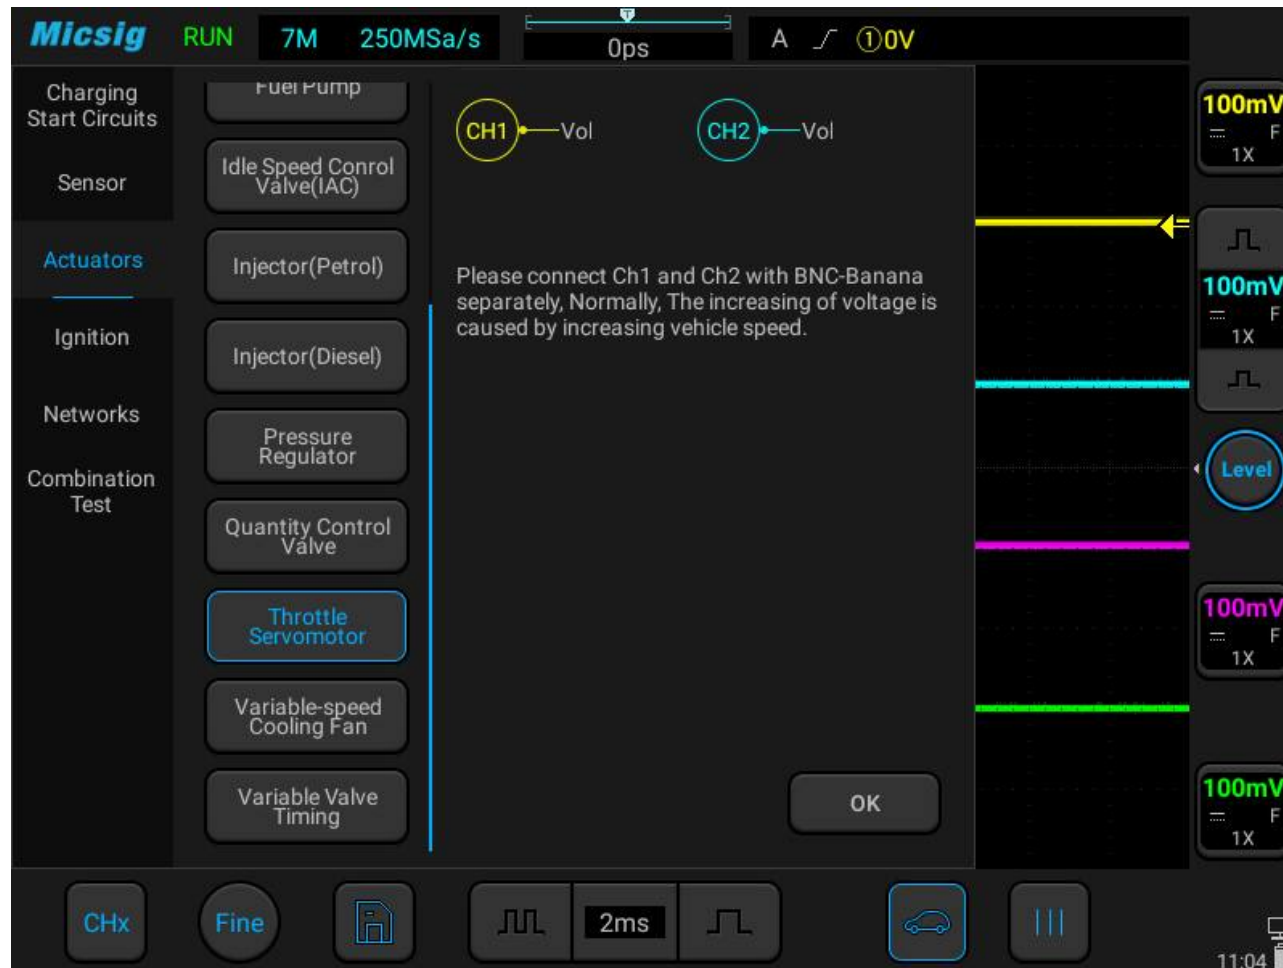 Micsig RUN 7M 250MSa/s T 0ps A ①0V
Charging
Start Circuits
Sensor
Actuators
Ignition
Networks
Combination
Test
Fuel Pump
Idle Speed Conrol
Valve(IAC)
Injector(Petrol)
Injector(Diesel)
Pressure
Regulator
Quantity Control
Valve
Throttle
Servomotor
Variable-speed
Cooling Fan
Variable Valve
Timing
CH1 Vol CH2 Vol
Please connect Ch1 and Ch2 with BNC-Banana
separately, Normally, The increasing of voltage is
caused by increasing vehicle speed.
OK
100mV
F
1X
100mV
F
1X
Level
100mV
F
1X
100mV
F
1X
CHx Fine 2ms
11:04